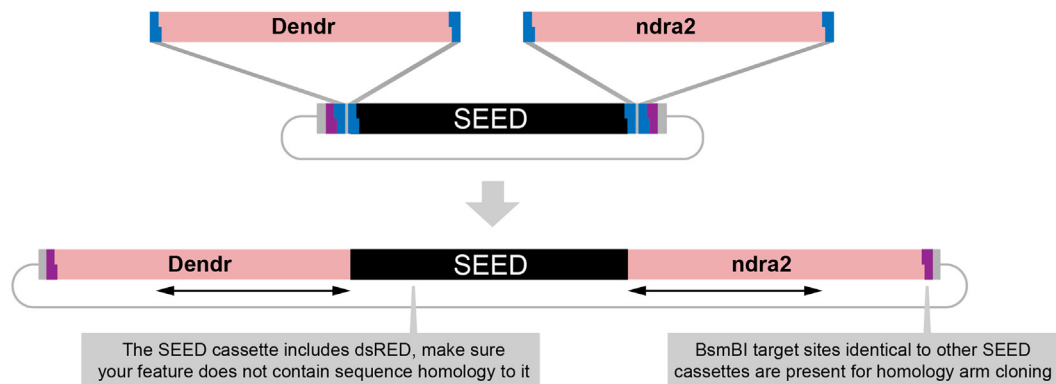 Dendr
ndra2
SEED
Dendr
SEED
ndra2
The SEED cassette includes dsRED, make sure
your feature does not contain sequence homology to it
BsmBI target sites identical to other SEED
cassettes are present for homology arm cloning